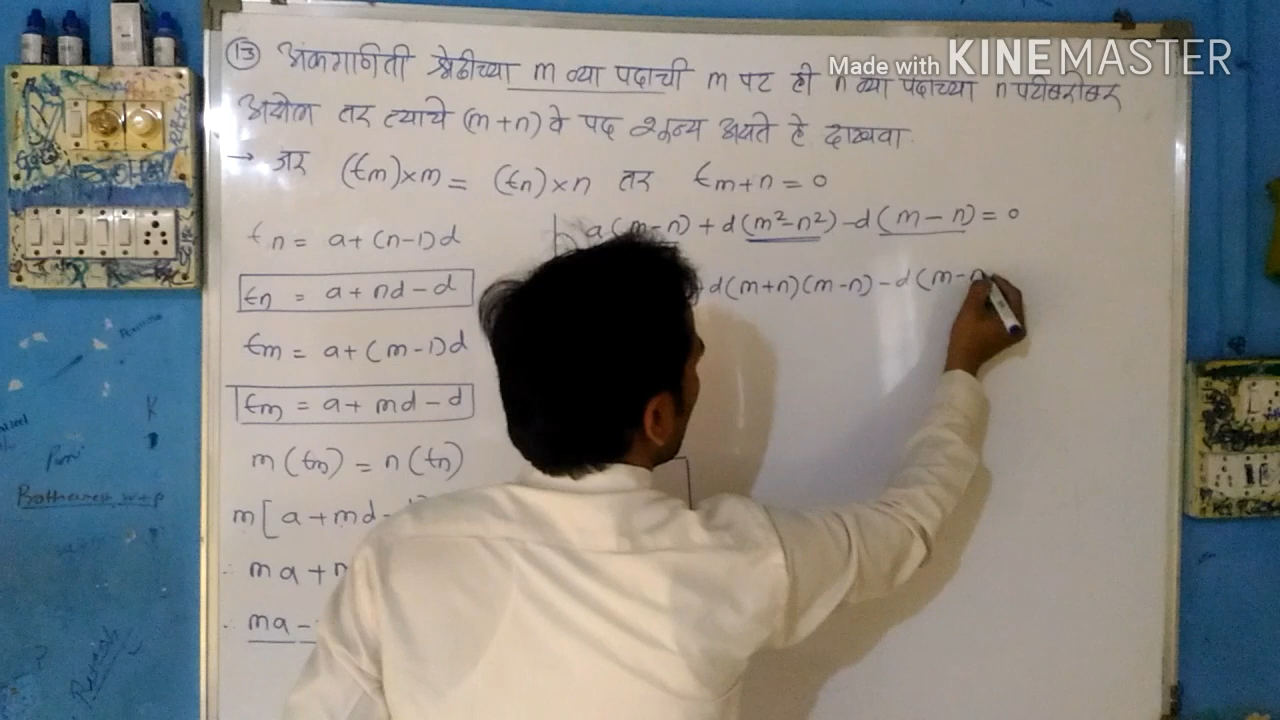 Made with KINEMASTER
(13) अंकगणिती श्रेढीच्या m व्या पदाची m पट ही n व्या पदाच्या n पटीबरोबर
असेल तर त्याचे (m+n) वे पद शून्य असते हे दाखवा.
→ जर (tm)×m = (tn)×n तर tm+n = 0
tn = a+(n-1)d
tn = a+nd-d
tm = a+(m-1)d
tm = a+md-d
m(tm) = n(tn)
m[a+md-
∴ ma+
∴ ma-
a(m-n)+d(m²-n²)-d(m-n)=0
+d(m+n)(m-n)-d(m-n